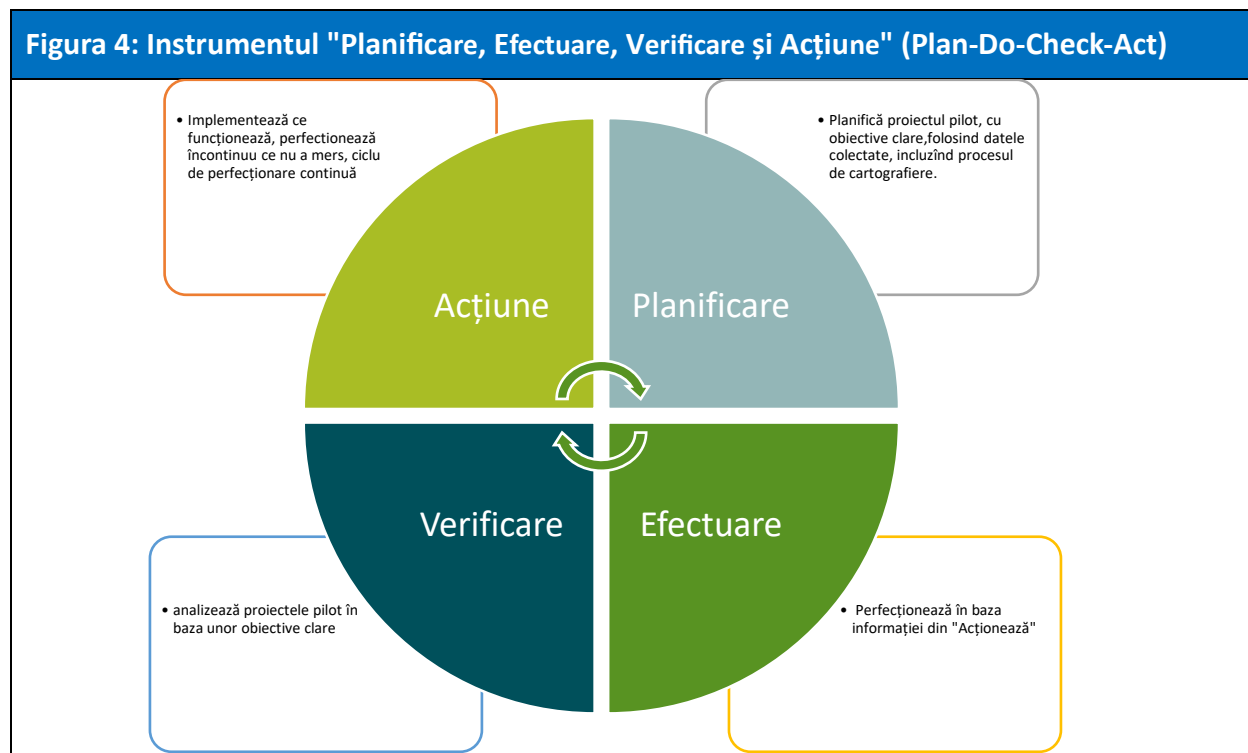 Figura 4: Instrumentul "Planificare, Efectuare, Verificare și Acțiune" (Plan-Do-Check-Act)
• Implementează ce
funcționează, perfectionează
încontinuu ce nu a mers, ciclu
de perfecționare continuă
• Planifică proiectul pilot, cu
obiective clare,folosind datele
colectate, incluzînd procesul
de cartografiere.
Acțiune
Planificare
Verificare
Efectuare
• analizează proiectele pilot în
baza unor obiective clare
• Perfecționează în baza
informației din "Acționează"